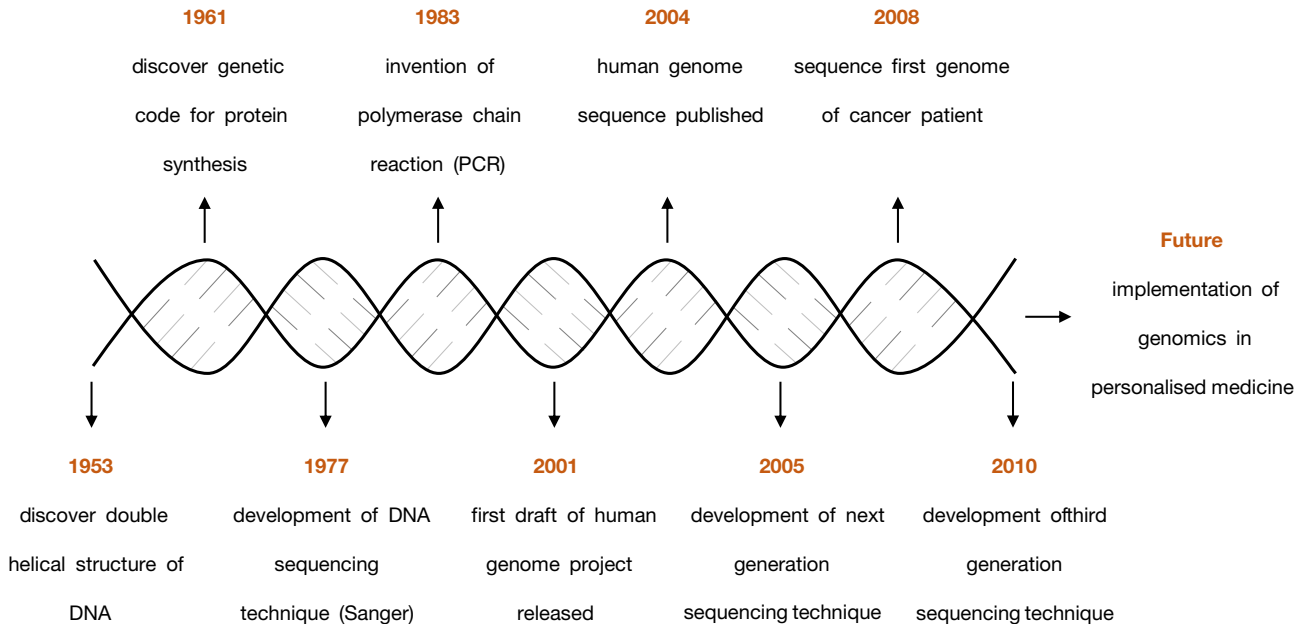 1961
discover genetic
code for protein
synthesis
1983
invention of
polymerase chain
reaction (PCR)
2004
human genome
sequence published
2008
sequence first genome
of cancer patient
Future
implementation of
genomics in
personalised medicine
1953
discover double
helical structure of
DNA
1977
development of DNA
sequencing
technique (Sanger)
2001
first draft of human
genome project
released
2005
development of next
generation
sequencing technique
2010
development ofthird
generation
sequencing technique